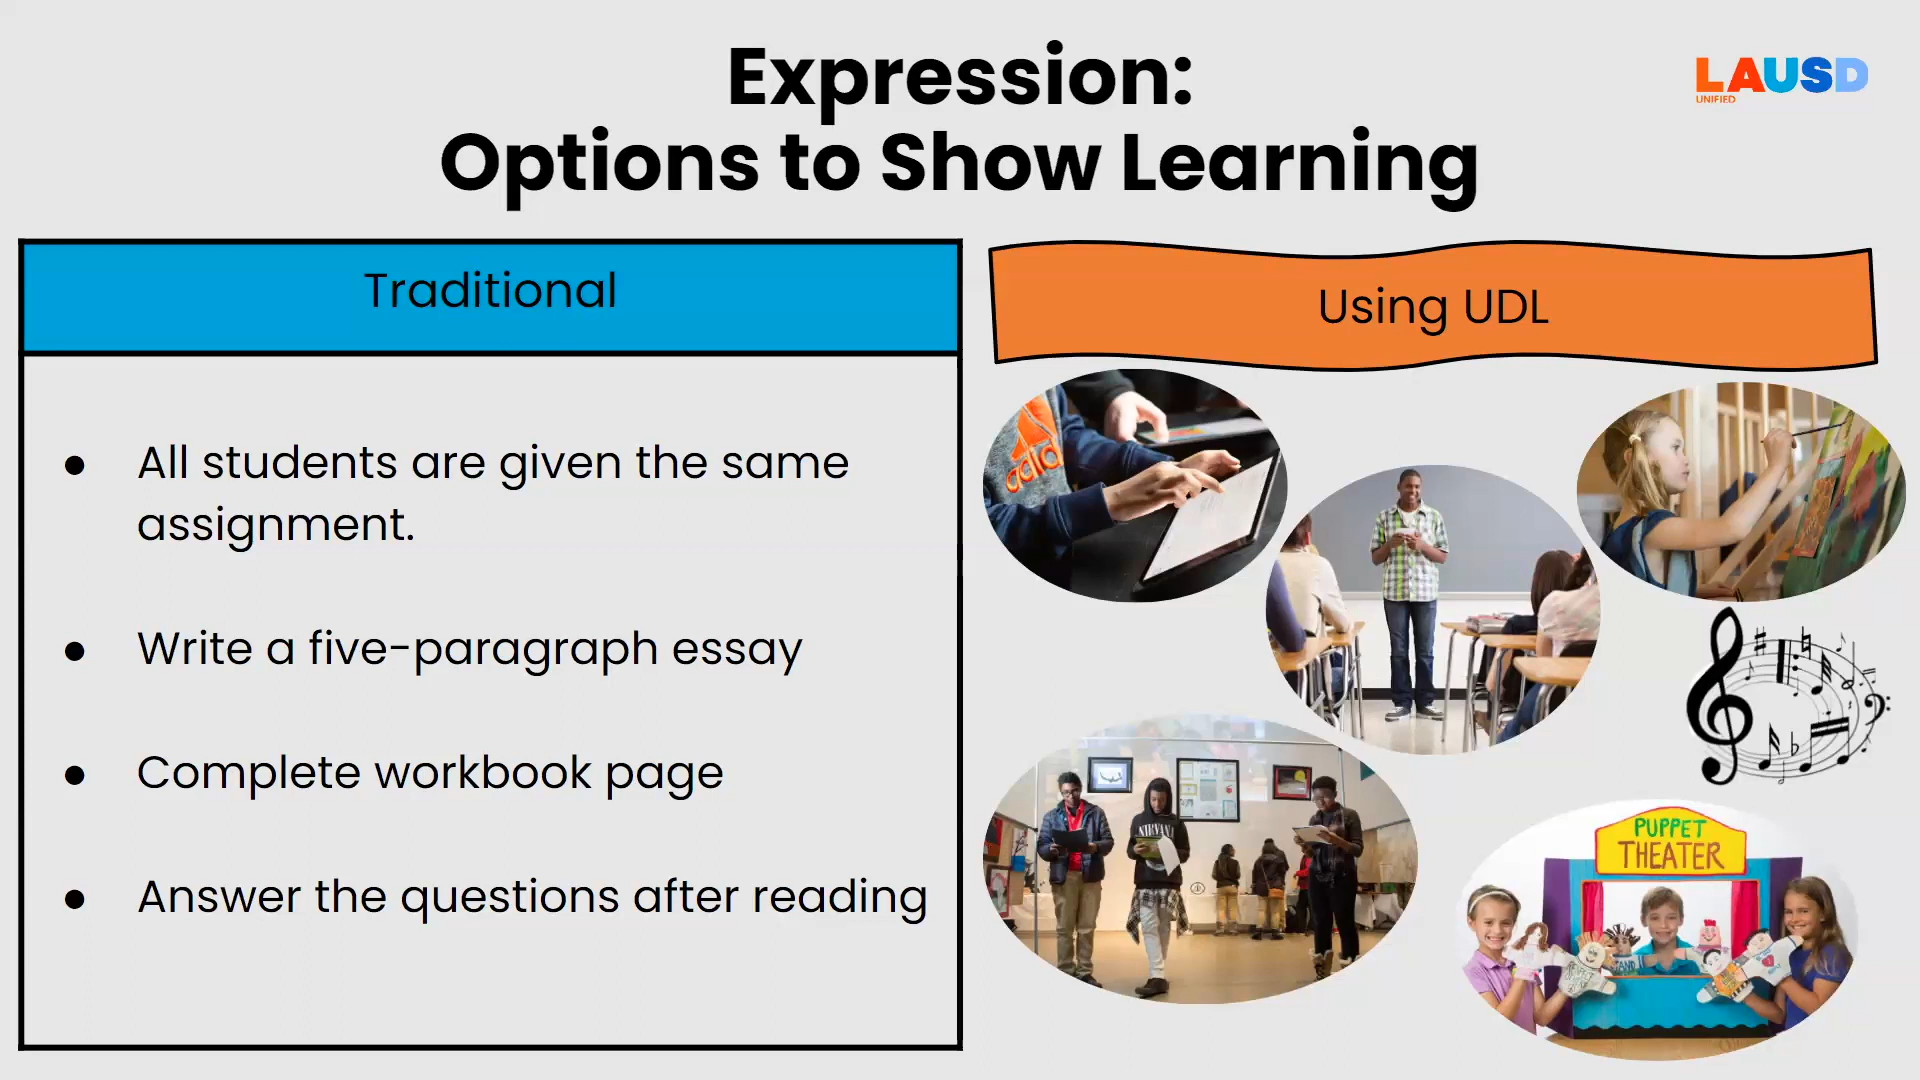 Expression:
Options to Show Learning
LAUSD
UNIFIED
Traditional
Using UDL
● All students are given the same
assignment.
● Write a five-paragraph essay
● Complete workbook page
● Answer the questions after reading
adid
NIRVANA
PUPPET
THEATER